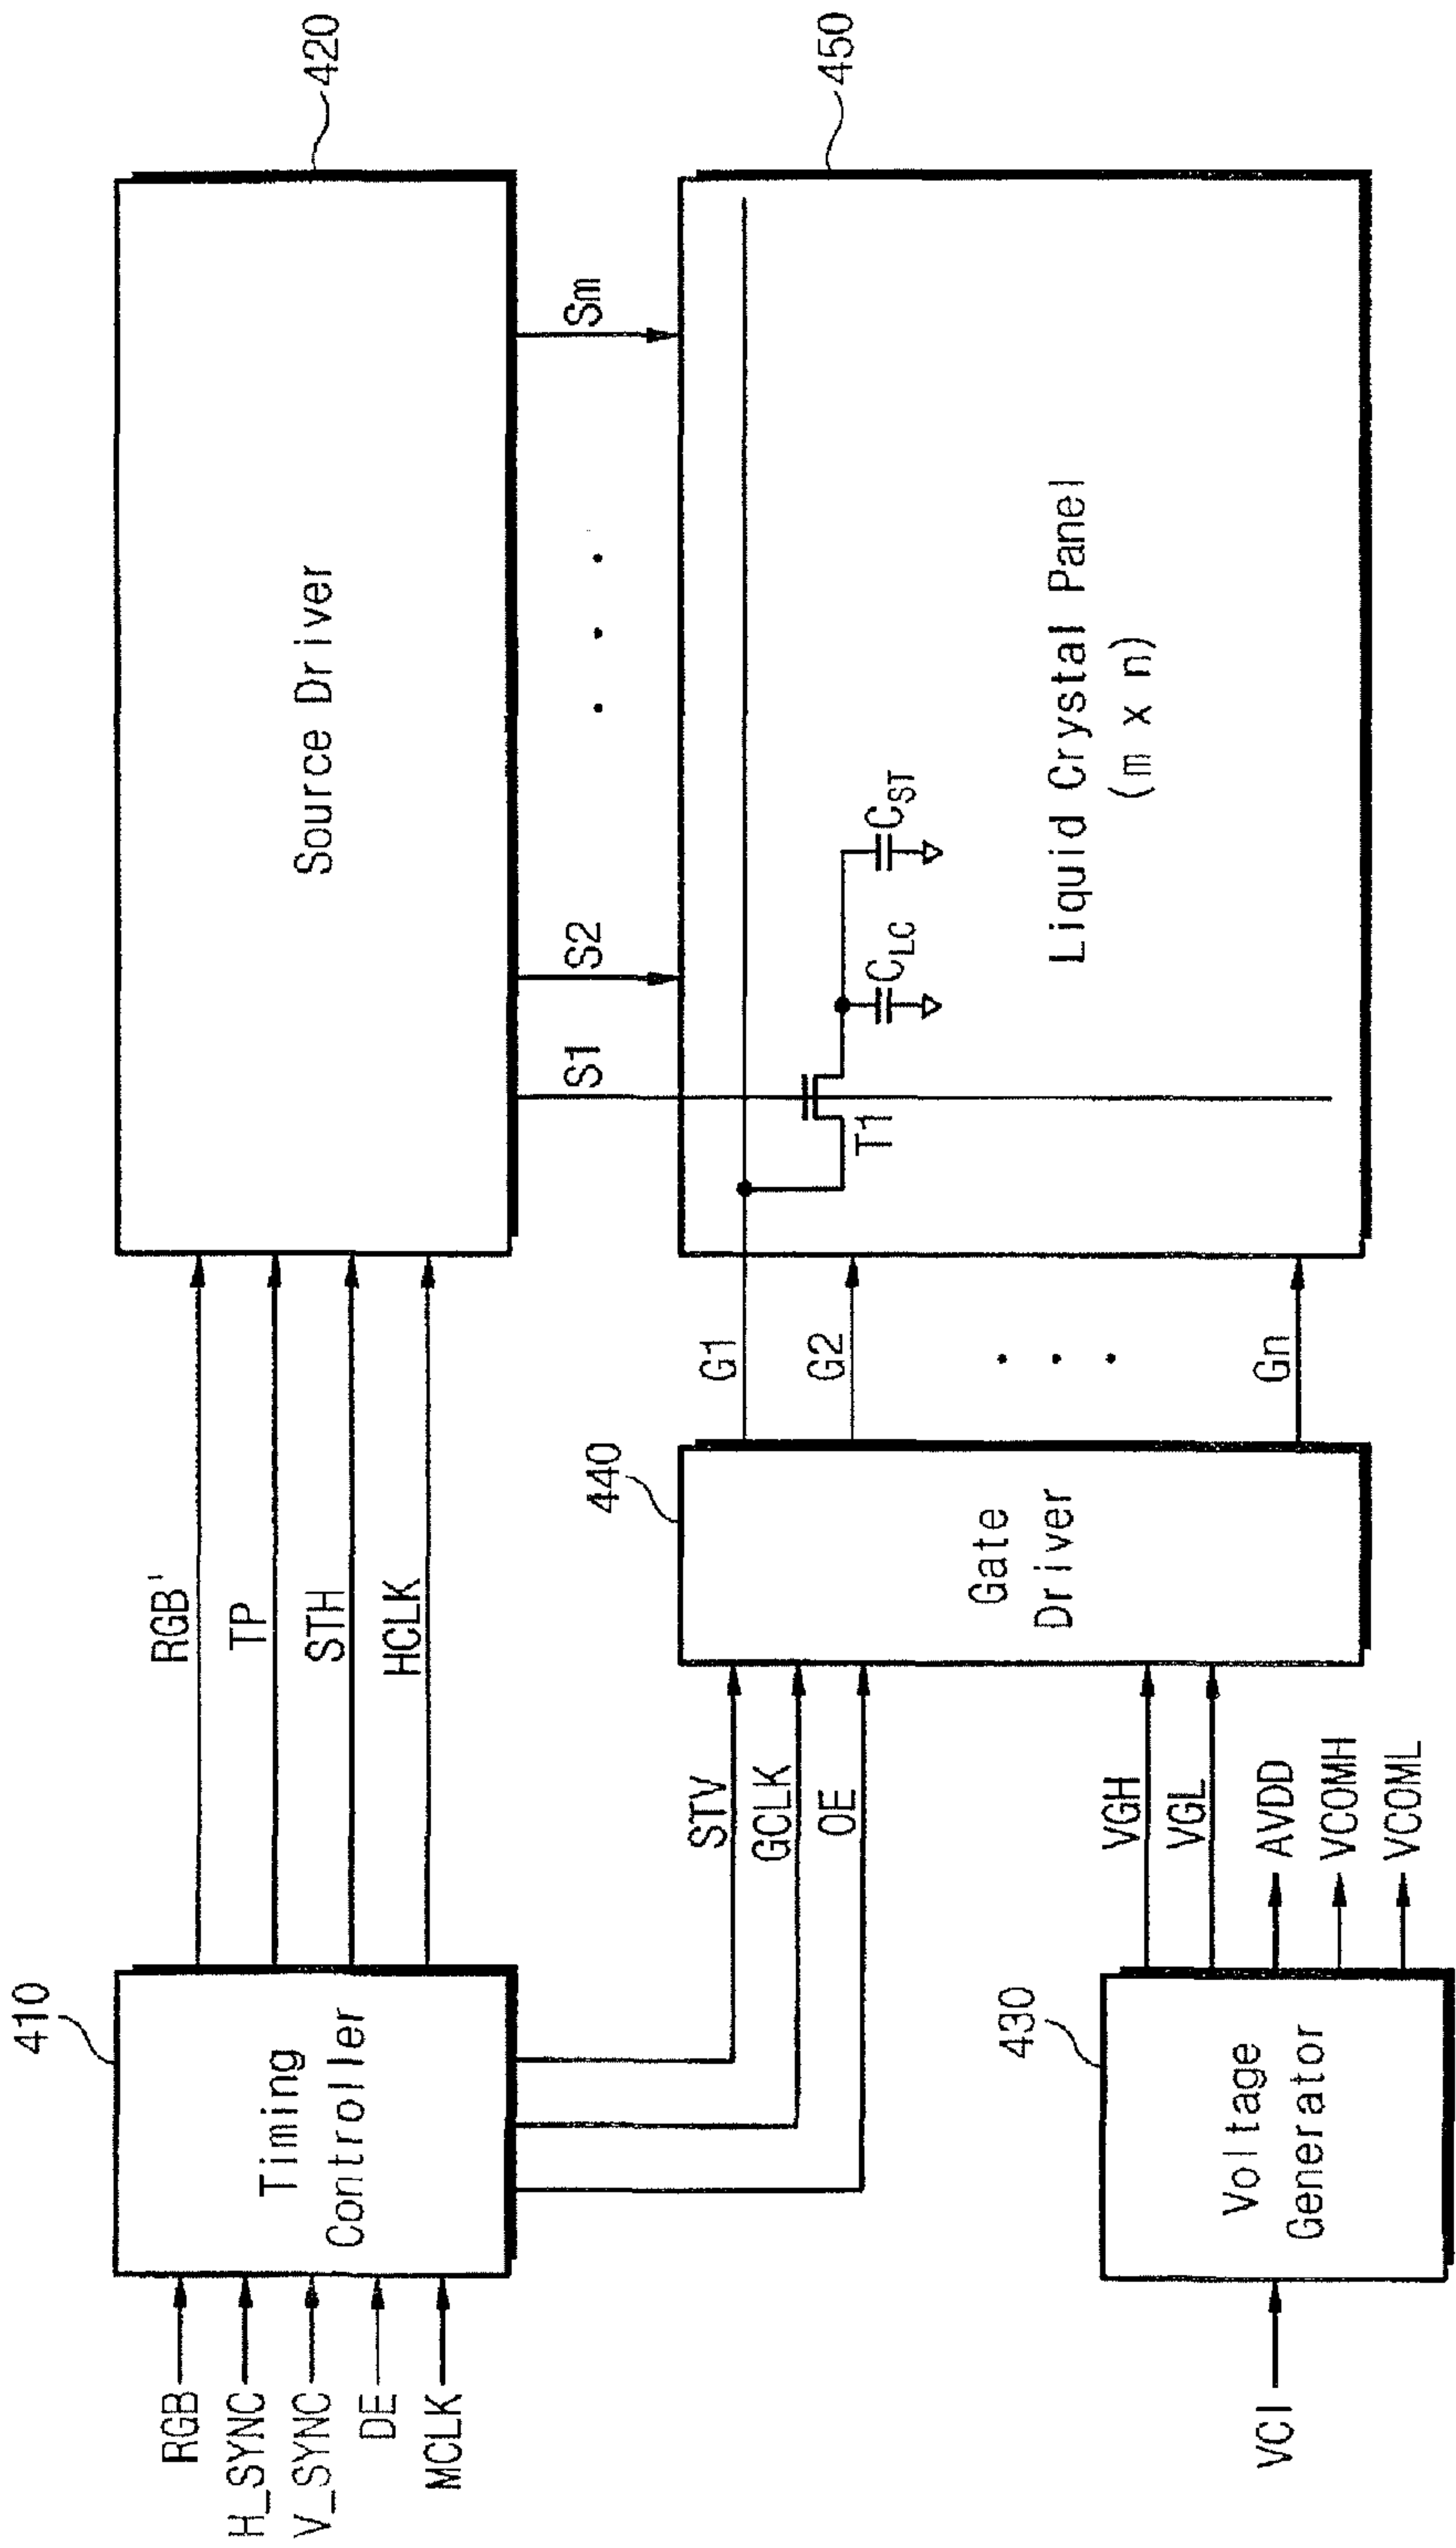 RGB
H_SYNC
V_SYNC
DE
MCLK
410
Timing
Controller
RGB'
TP
STH
HCLK
Source Driver
420
STV
GCLK
OE
440
Gate
Driver
S1
S2
Sm
G1
G2
Gn
T1
CLC
CST
Liquid Crystal Panel
(m x n)
450
VCI
430
Voltage
Generator
VGH
VGL
AVDD
VCOMH
VCOML